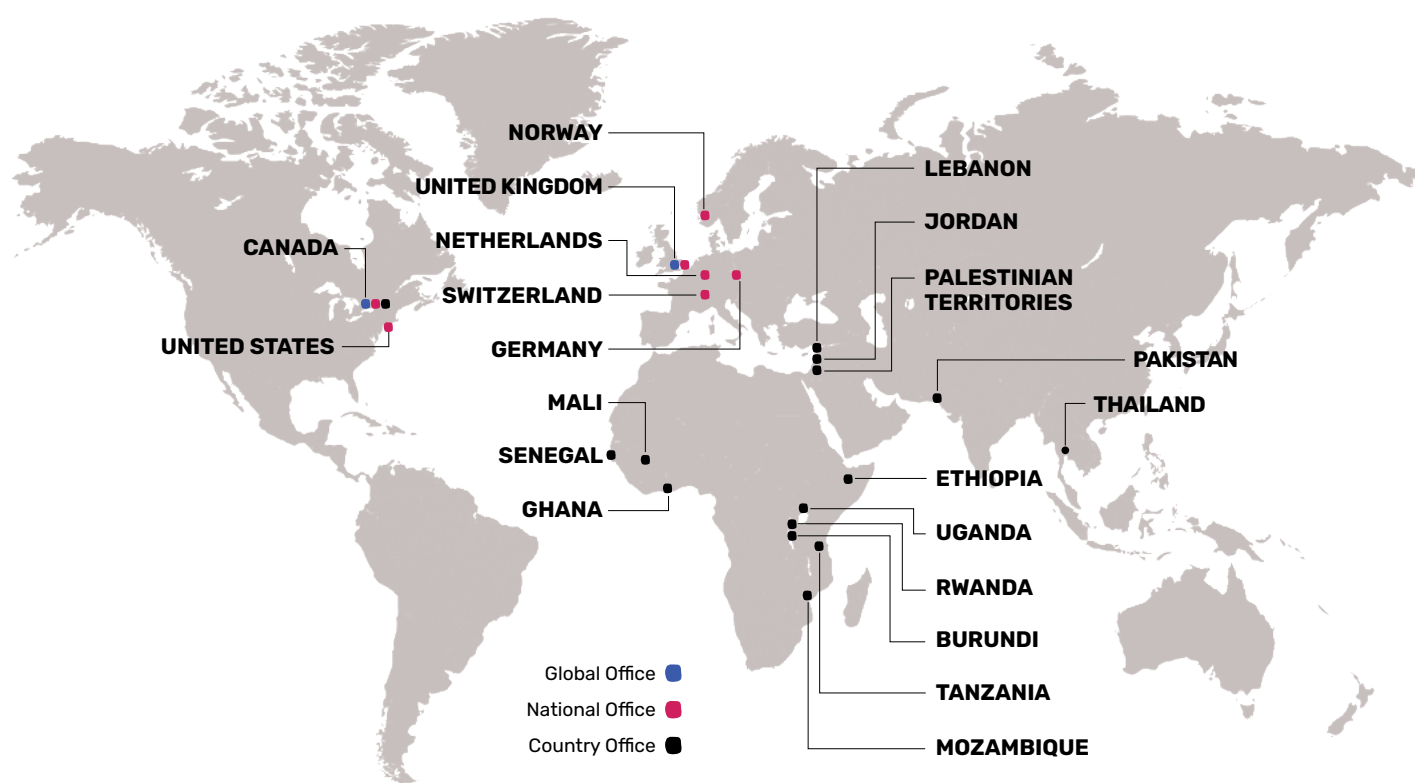 NORWAY
UNITED KINGDOM
NETHERLANDS
SWITZERLAND
GERMANY
CANADA
UNITED STATES
MALI
SENEGAL
GHANA
LEBANON
JORDAN
PALESTINIAN
TERRITORIES
PAKISTAN
THAILAND
ETHIOPIA
UGANDA
RWANDA
BURUNDI
TANZANIA
MOZAMBIQUE
Global Office
National Office
Country Office